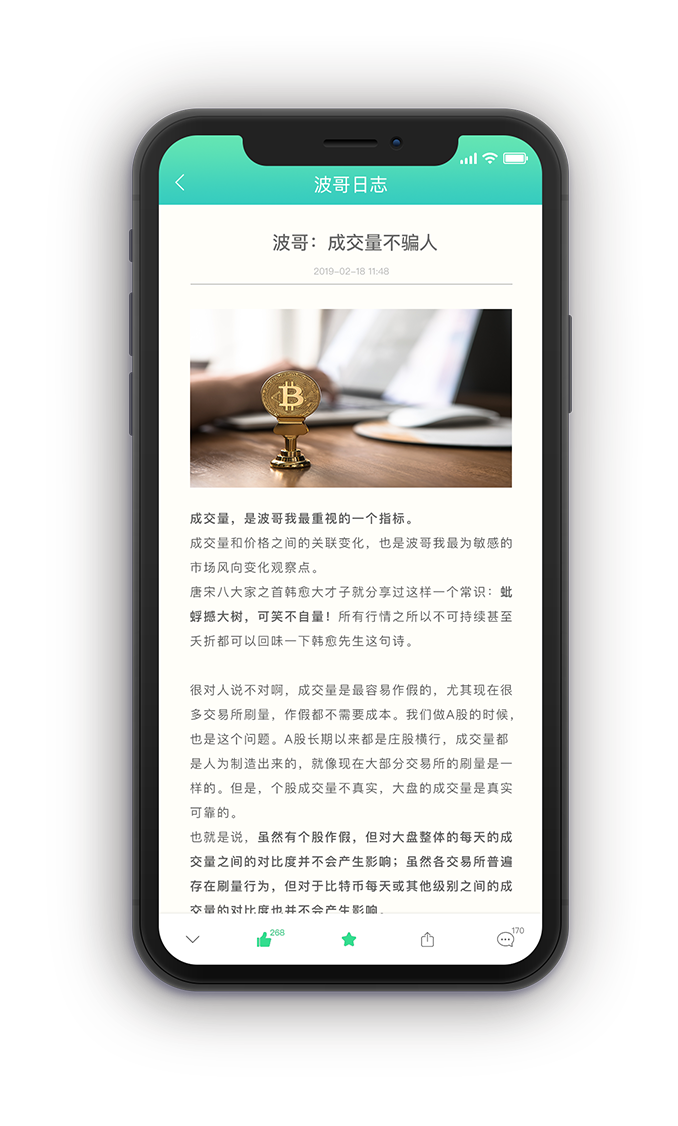 波哥日志
波哥：成交量不骗人
2019-02-18 11:48
B
成交量，是波哥我最重视的一个指标。
成交量和价格之间的关联变化，也是波哥我最为敏感的
市场风向变化观察点。
唐宋八大家之首韩愈大才子就分享过这样一个常识：蚍
蜉撼大树，可笑不自量！所有行情之所以不可持续甚至
夭折都可以回味一下韩愈先生这句诗。
很对人说不对啊，成交量是最容易作假的，尤其现在很
多交易所刷量，作假都不需要成本。我们做A股的时候，
也是这个问题。A股长期以来都是庄股横行，成交量都
是人为制造出来的，就像现在大部分交易所的刷量是一
样的。但是，个股成交量不真实，大盘的成交量是真实
可靠的。
也就是说，虽然有个股作假，但对大盘整体的每天的成
交量之间的对比度并不会产生影响；虽然各交易所普遍
存在刷量行为，但对于比特币每天或其他级别之间的成
交量的对比度也并不会产生影响。
268
170